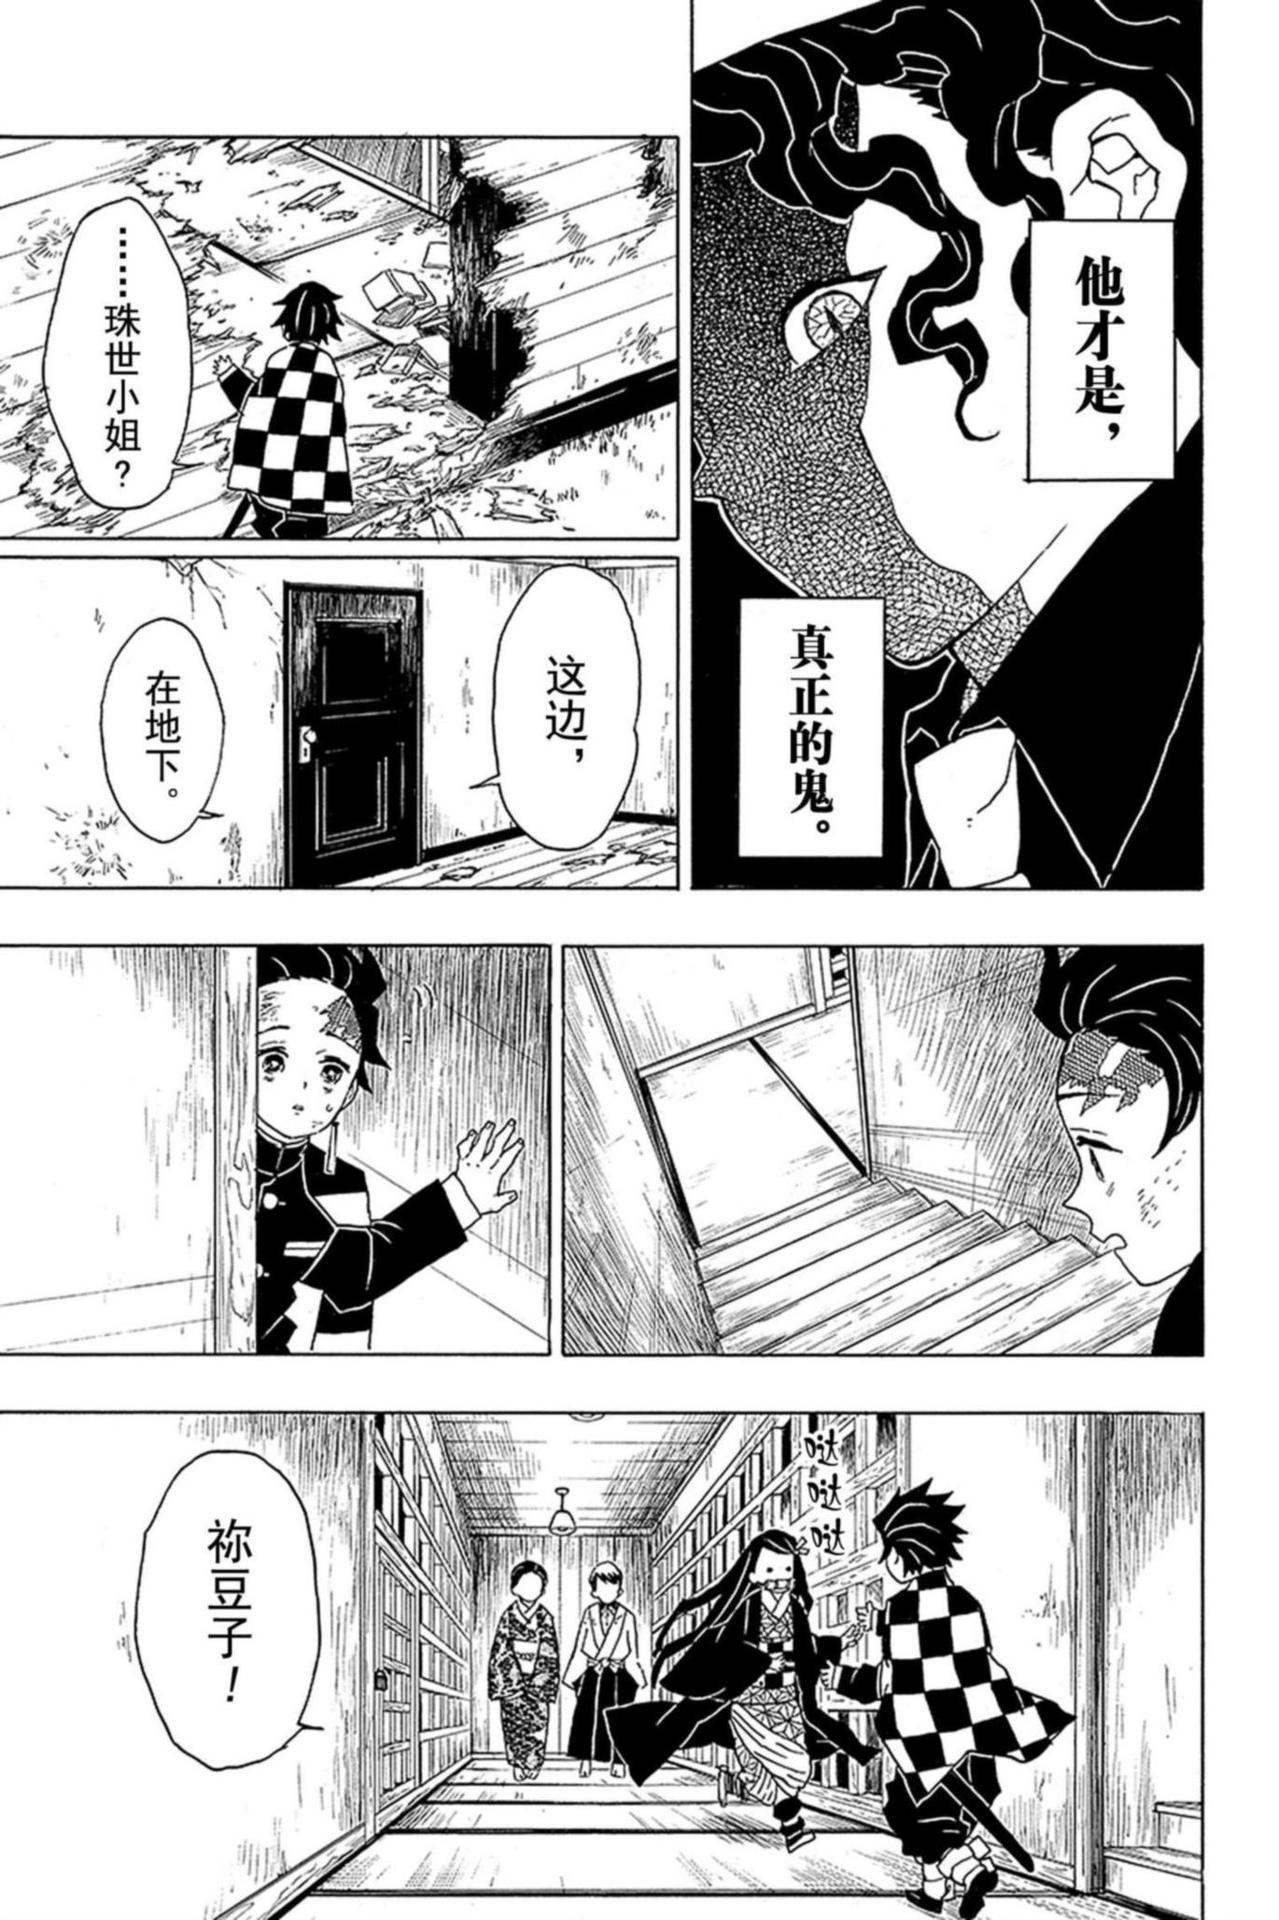 他才是，
真正的鬼。
……珠世小姐？
这边，
在地下。
哒
哒
哒
祢豆子！